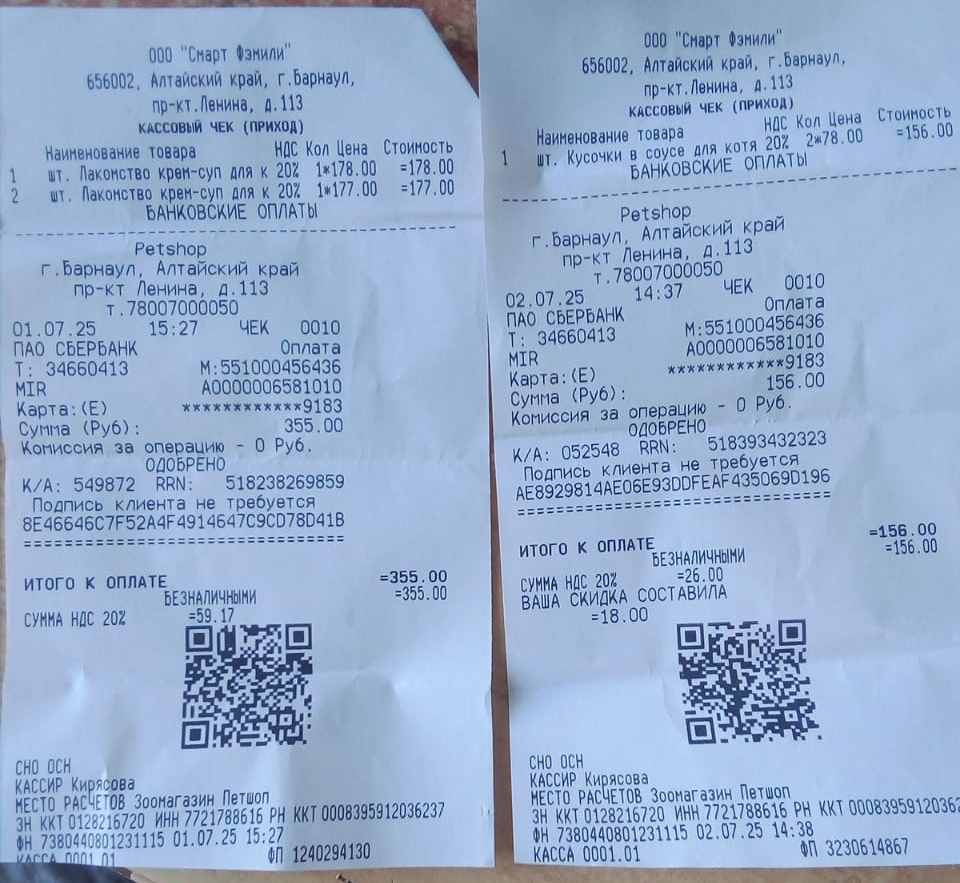 ООО "Смарт Фэмили"
656002, Алтайский край, г.Барнаул,
пр-кт.Ленина, д.113
КАССОВЫЙ ЧЕК (ПРИХОД)
Наименование товара НДС Кол Цена Стоимость
1 шт. Лакомство крем-суп для к 20% 1*178.00 =178.00
2 шт. Лакомство крем-суп для к 20% 1*177.00 =177.00
БАНКОВСКИЕ ОПЛАТЫ
Petshop
г.Барнаул, Алтайский край
пр-кт Ленина, д.113
т.78007000050
01.07.25 15:27 ЧЕК 0010
ПАО СБЕРБАНК Оплата
Т: 34660413 М:551000456436
MIR A0000006581010
Карта:(E) ************9183
Сумма (Руб): 355.00
Комиссия за операцию - 0 Руб.
ОДОБРЕНО
К/А: 549872 RRN: 518238269859
Подпись клиента не требуется
8E46646C7F52A4F4914647C9CD78D41B
================================
ИТОГО К ОПЛАТЕ =355.00
БЕЗНАЛИЧНЫМИ =355.00
СУММА НДС 20% =59.17
СНО ОСН
КАССИР Кирясова
МЕСТО РАСЧЕТОВ Зоомагазин Петшоп
ЗН ККТ 0128216720 ИНН 7721788616 РН ККТ 0008395912036237
ФН 7380440801231115 01.07.25 15:27
КАССА 0001.01 ФП 1240294130
ООО "Смарт Фэмили"
656002, Алтайский край, г.Барнаул,
пр-кт.Ленина, д.113
КАССОВЫЙ ЧЕК (ПРИХОД)
Наименование товара НДС Кол Цена Стоимость
1 шт. Кусочки в соусе для котя 20% 2*78.00 =156.00
БАНКОВСКИЕ ОПЛАТЫ
Petshop
г.Барнаул, Алтайский край
пр-кт Ленина, д.113
т.78007000050
02.07.25 14:37 ЧЕК 0010
ПАО СБЕРБАНК Оплата
Т: 34660413 М:551000456436
MIR A0000006581010
Карта:(E) ************9183
Сумма (Руб): 156.00
Комиссия за операцию - 0 Руб.
ОДОБРЕНО
К/А: 052548 RRN: 518393432323
Подпись клиента не требуется
AE8929814AE06E93DDFEAF435069D196
================================
ИТОГО К ОПЛАТЕ =156.00
БЕЗНАЛИЧНЫМИ =156.00
СУММА НДС 20% =26.00
ВАША СКИДКА СОСТАВИЛА
=18.00
СНО ОСН
КАССИР Кирясова
МЕСТО РАСЧЕТОВ Зоомагазин Петшоп
ЗН ККТ 0128216720 ИНН 7721788616 РН ККТ 00083959120362
ФН 7380440801231115 02.07.25 14:38
КАССА 0001.01 ФП 3230614867